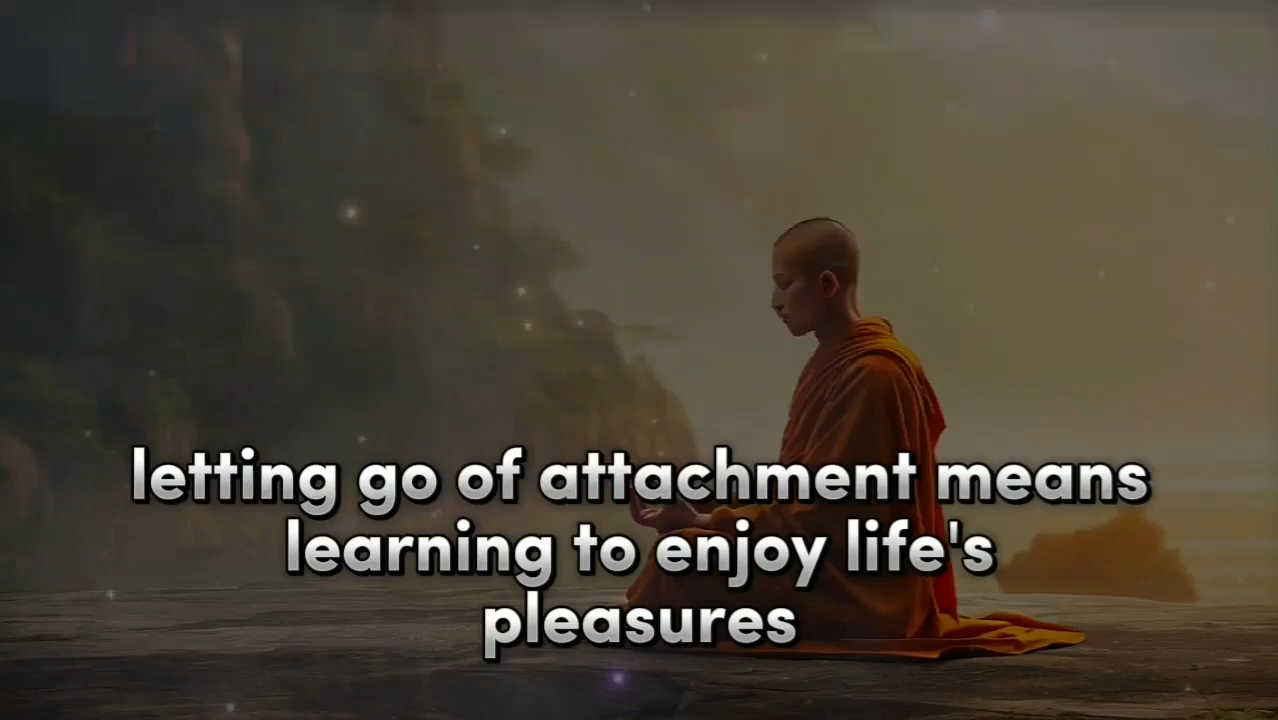 letting go of attachment means
learning to enjoy life's
pleasures